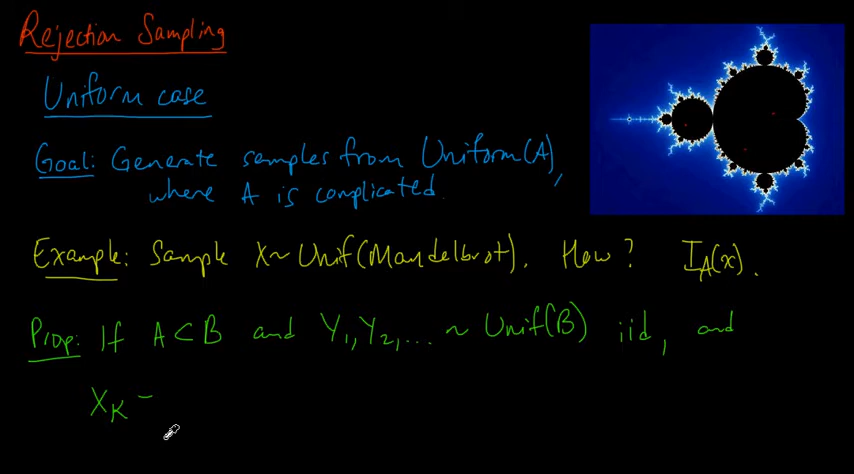 Rejection Sampling
Uniform case
Goal: Generate samples from Uniform(A),
where A is complicated.
Example: Sample X~Unif(Mandelbrot). How? I_A(x).
Prop: If A⊂B and Y₁,Y₂,... ~ Unif(B) iid, and
X_K =